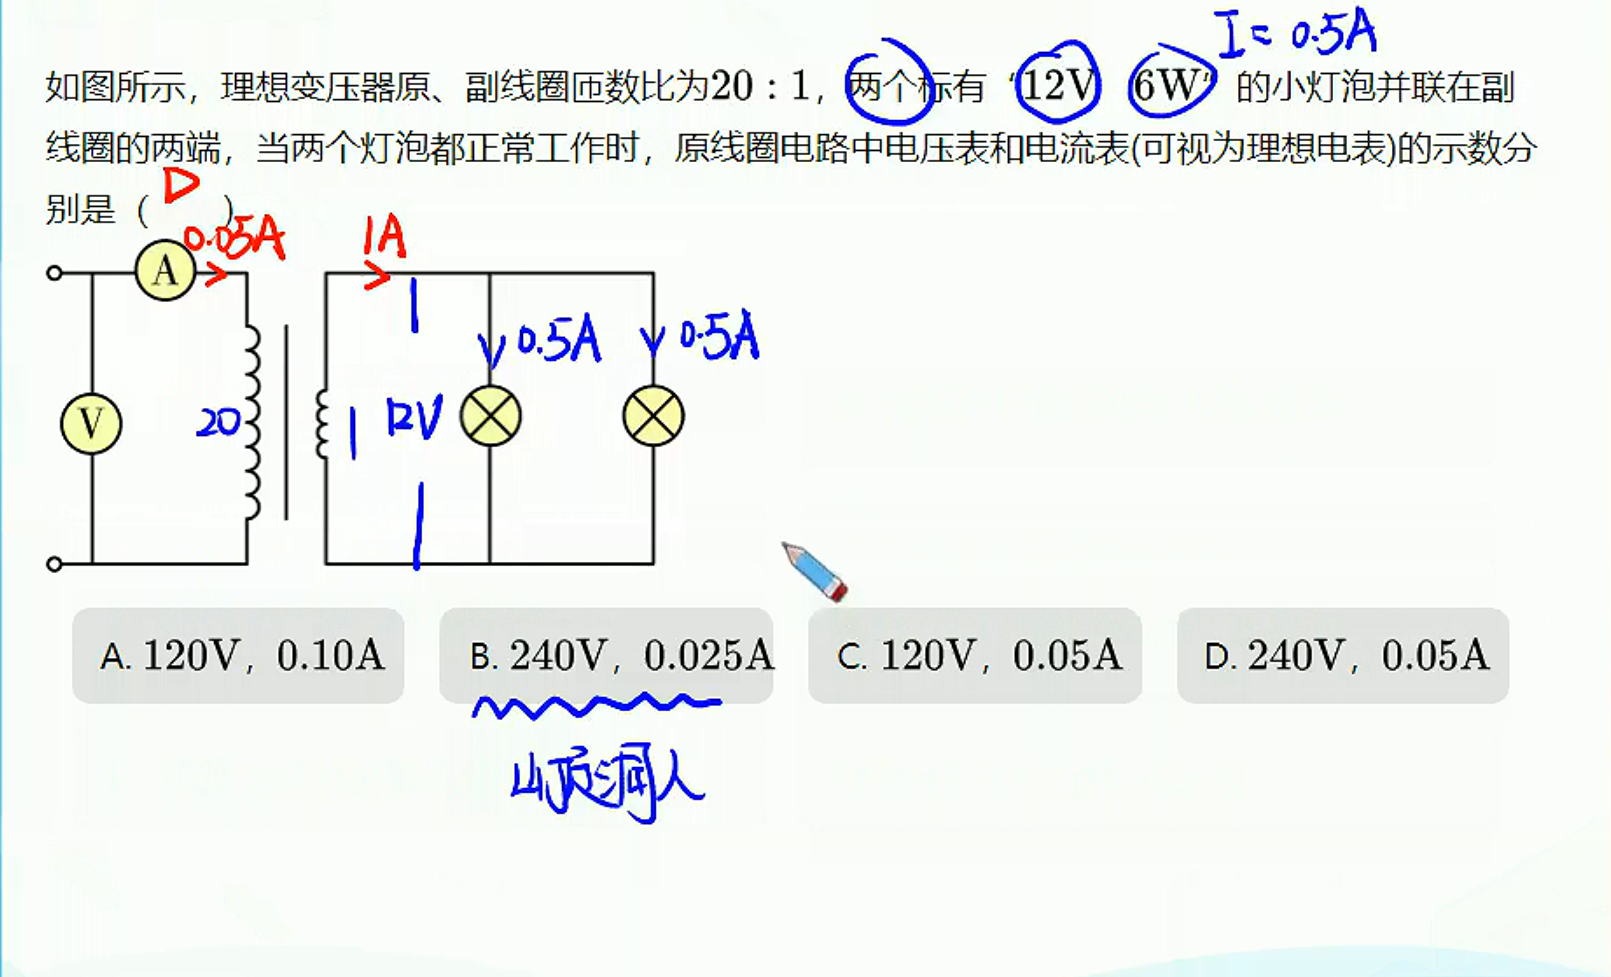 I = 0.5A
如图所示，理想变压器原、副线圈匝数比为20 : 1，两个标有“12V 6W”的小灯泡并联在副
线圈的两端，当两个灯泡都正常工作时，原线圈电路中电压表和电流表(可视为理想电表)的示数分
别是（ D ）
0.05A 1A
A
0.5A 0.5A
V 20 1 12V
A. 120V，0.10A
B. 240V，0.025A
C. 120V，0.05A
D. 240V，0.05A
山顶洞人